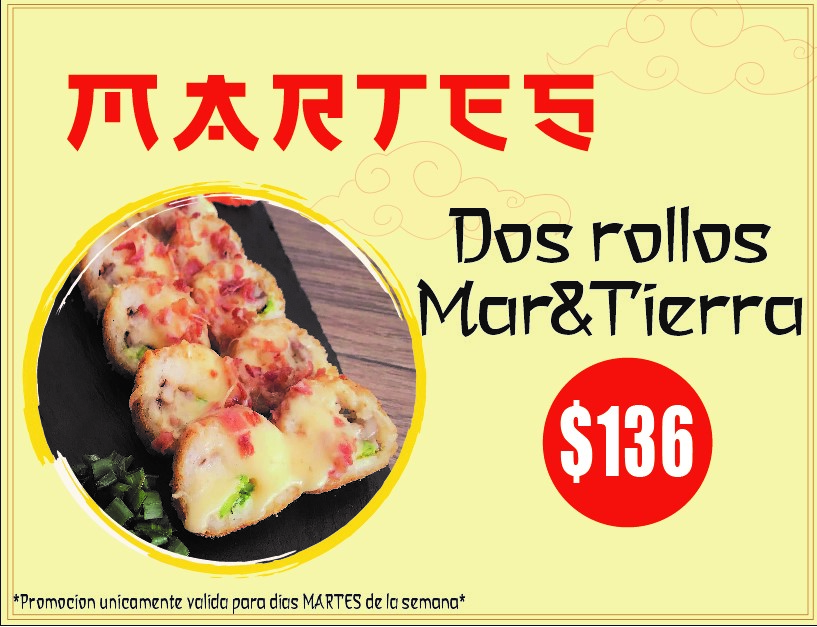 MARTES
Dos rollos
Mar&Tierra
$136
*Promocion unicamente valida para dias MARTES de la semana*